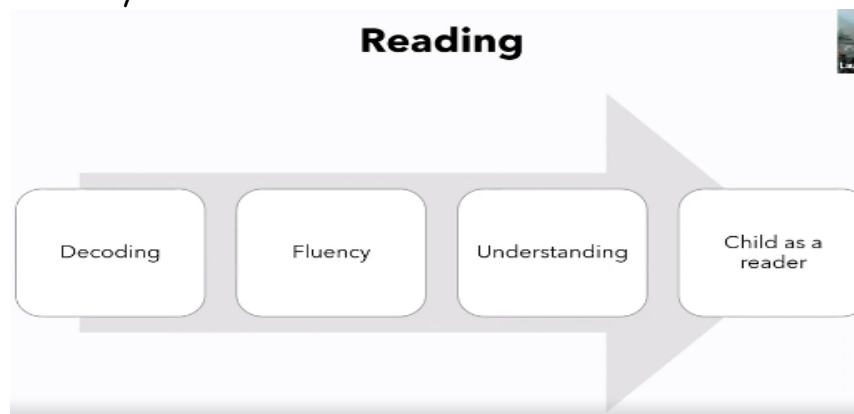 Reading
Decoding
Fluency
Understanding
Child as a
reader